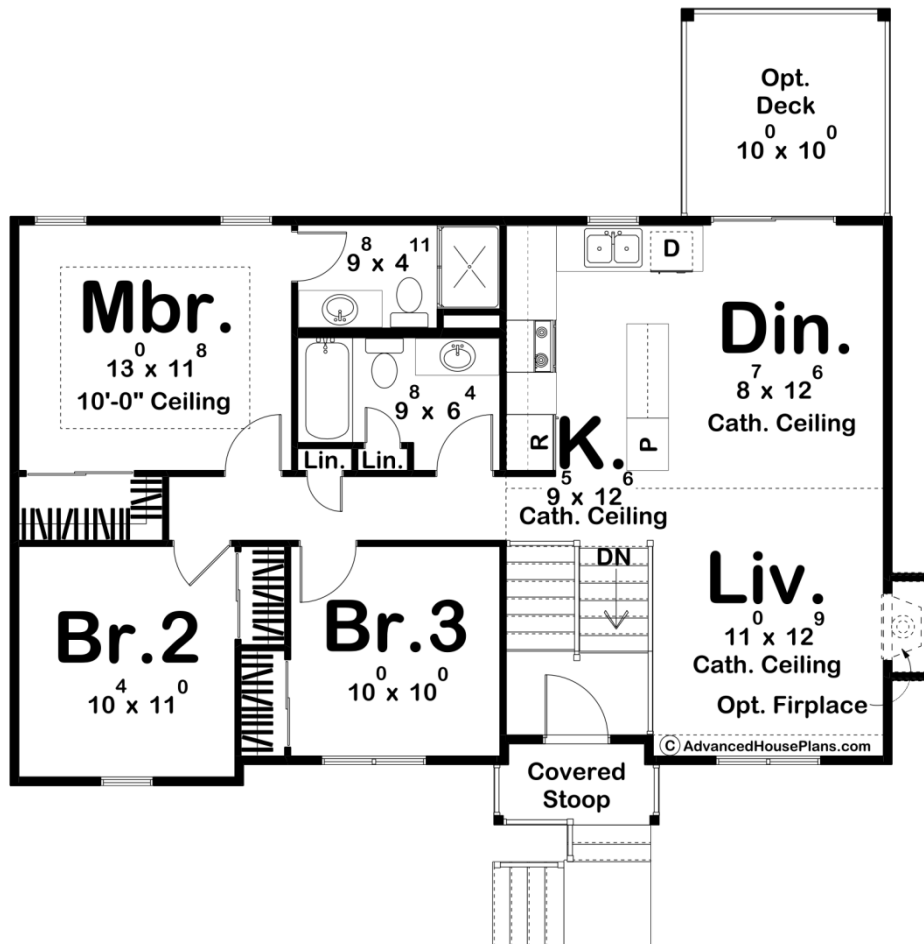 Opt.
Deck
10⁰ x 10⁰
Mbr.
13⁰ x 11⁸
10'-0" Ceiling
9⁸ x 4¹¹
D
Din.
8⁷ x 12⁶
Cath. Ceiling
9⁸ x 6⁴
Lin.
Lin.
R
P
K.
9⁵ x 12⁶
Cath. Ceiling
DN
Liv.
11⁰ x 12⁹
Cath. Ceiling
Opt. Firplace
Br.2
10⁴ x 11⁰
Br.3
10⁰ x 10⁰
© AdvancedHousePlans.com
Covered
Stoop